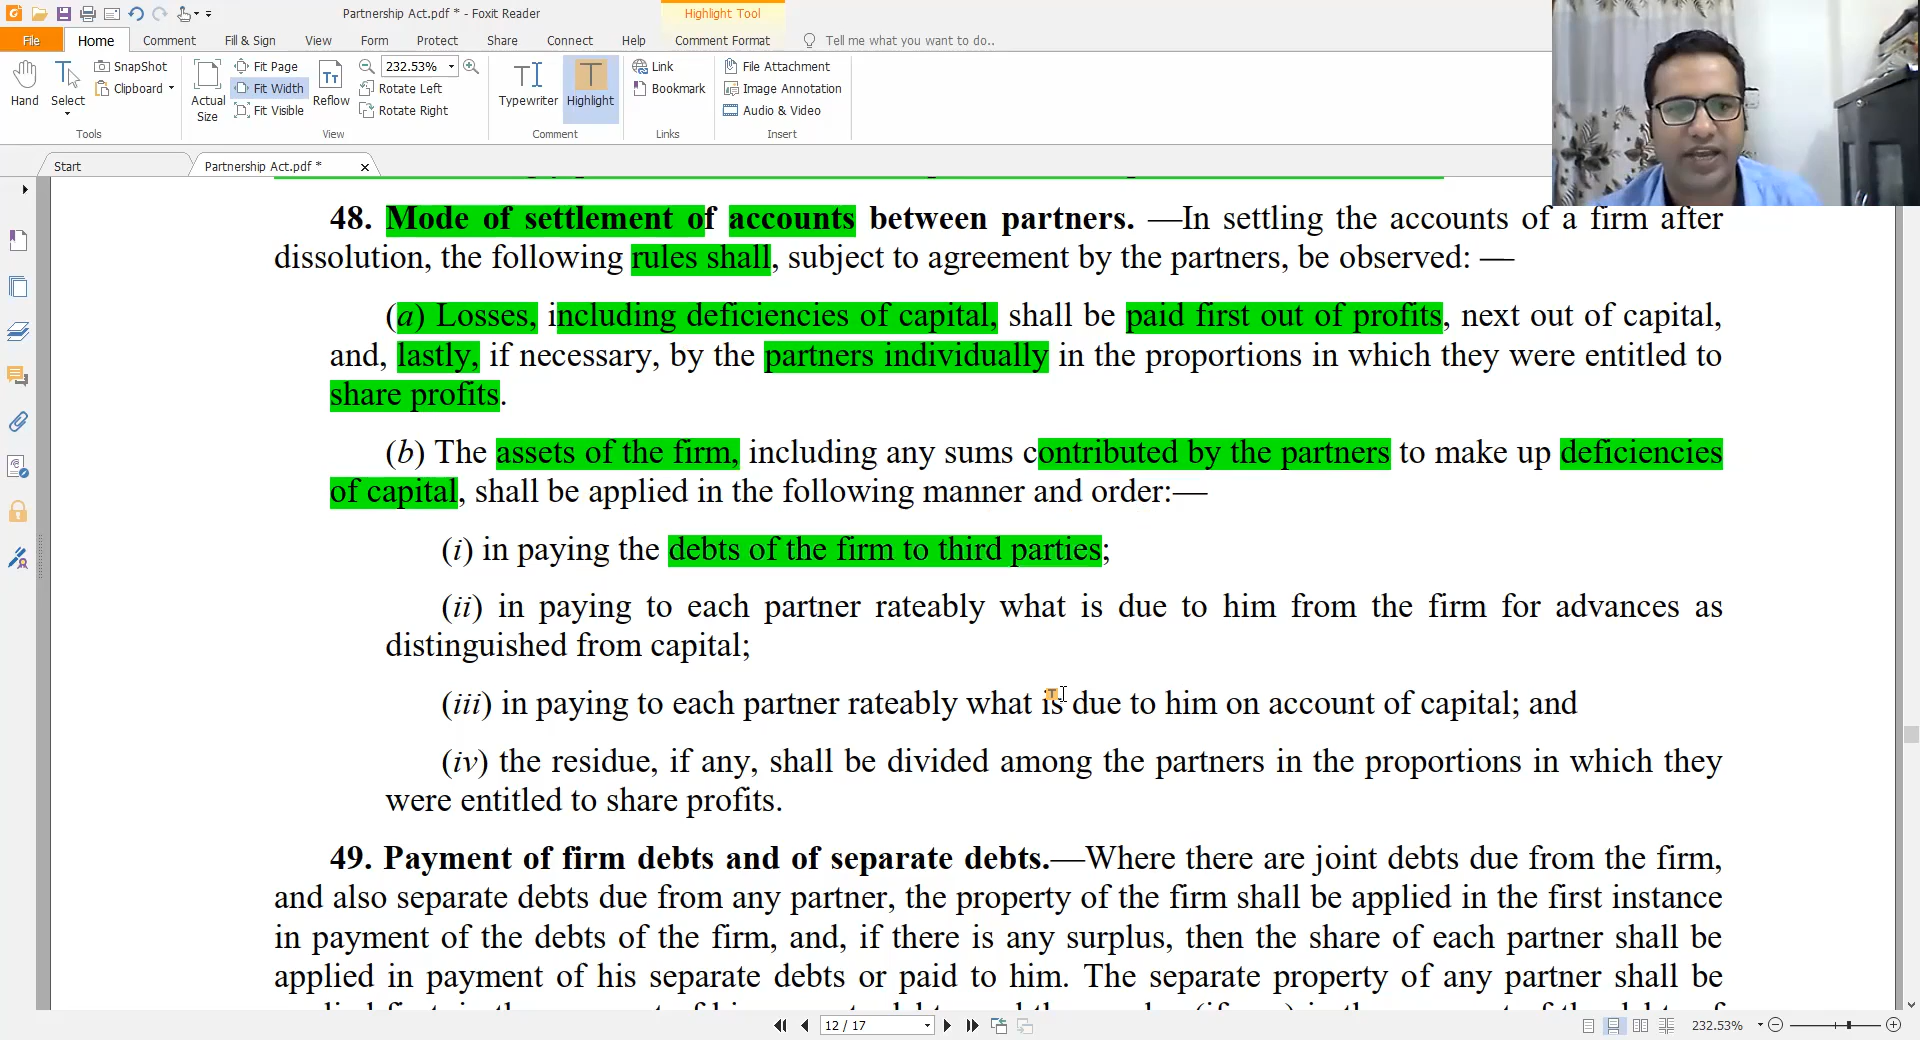 Partnership Act.pdf * - Foxit Reader
Highlight Tool
File Home Comment Fill & Sign View Form Protect Share Connect Help Comment Format Tell me what you want to do..
Hand
Select
SnapShot
Clipboard
Tools
Actual Size
Fit Page
Fit Width
Fit Visible
Reflow
232.53%
Rotate Left
Rotate Right
View
Typewriter
Highlight
Comment
Link
Bookmark
Links
File Attachment
Image Annotation
Audio & Video
Insert
Start
Partnership Act.pdf *
48. Mode of settlement of accounts between partners. —In settling the accounts of a firm after
dissolution, the following rules shall, subject to agreement by the partners, be observed: —
(a) Losses, including deficiencies of capital, shall be paid first out of profits, next out of capital,
and, lastly, if necessary, by the partners individually in the proportions in which they were entitled to
share profits.
(b) The assets of the firm, including any sums contributed by the partners to make up deficiencies
of capital, shall be applied in the following manner and order:—
(i) in paying the debts of the firm to third parties;
(ii) in paying to each partner rateably what is due to him from the firm for advances as
distinguished from capital;
(iii) in paying to each partner rateably what is due to him on account of capital; and
(iv) the residue, if any, shall be divided among the partners in the proportions in which they
were entitled to share profits.
49. Payment of firm debts and of separate debts.—Where there are joint debts due from the firm,
and also separate debts due from any partner, the property of the firm shall be applied in the first instance
in payment of the debts of the firm, and, if there is any surplus, then the share of each partner shall be
applied in payment of his separate debts or paid to him. The separate property of any partner shall be
12 / 17
232.53%